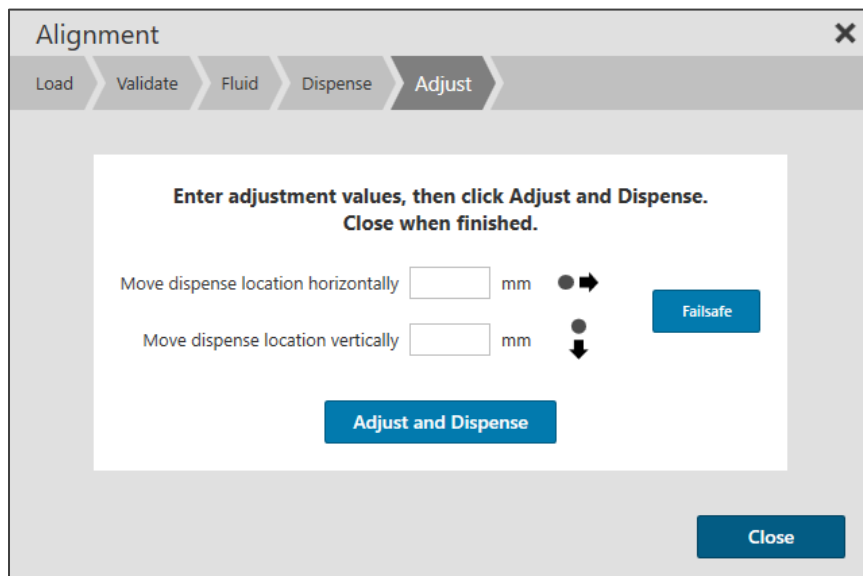 Alignment
Load Validate Fluid Dispense Adjust
Enter adjustment values, then click Adjust and Dispense.
Close when finished.
Move dispense location horizontally mm
Failsafe
Move dispense location vertically mm
Adjust and Dispense
Close